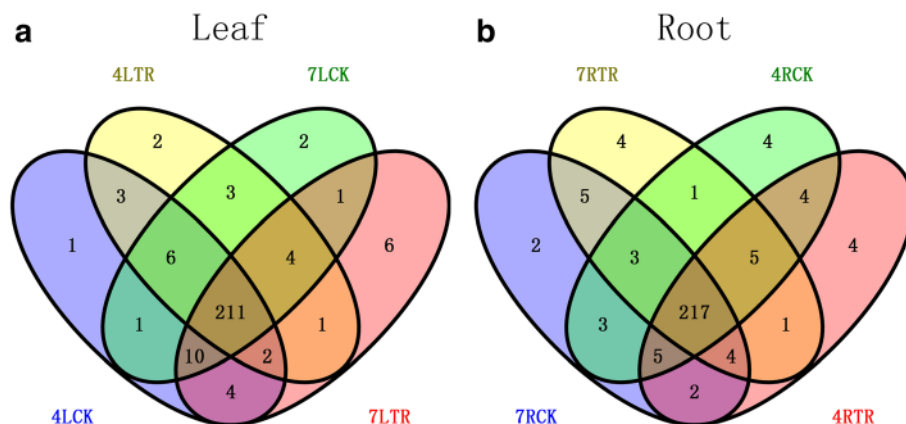 a Leaf b Root
4LTR 7LCK 7RTR 4RCK
2 2 4 4
3 3 1 5 1 4
1 6 4 6 2 3 5 4
211 217
1 1 3 1
10 2 5 4
4 2
4LCK 7LTR 7RCK 4RTR